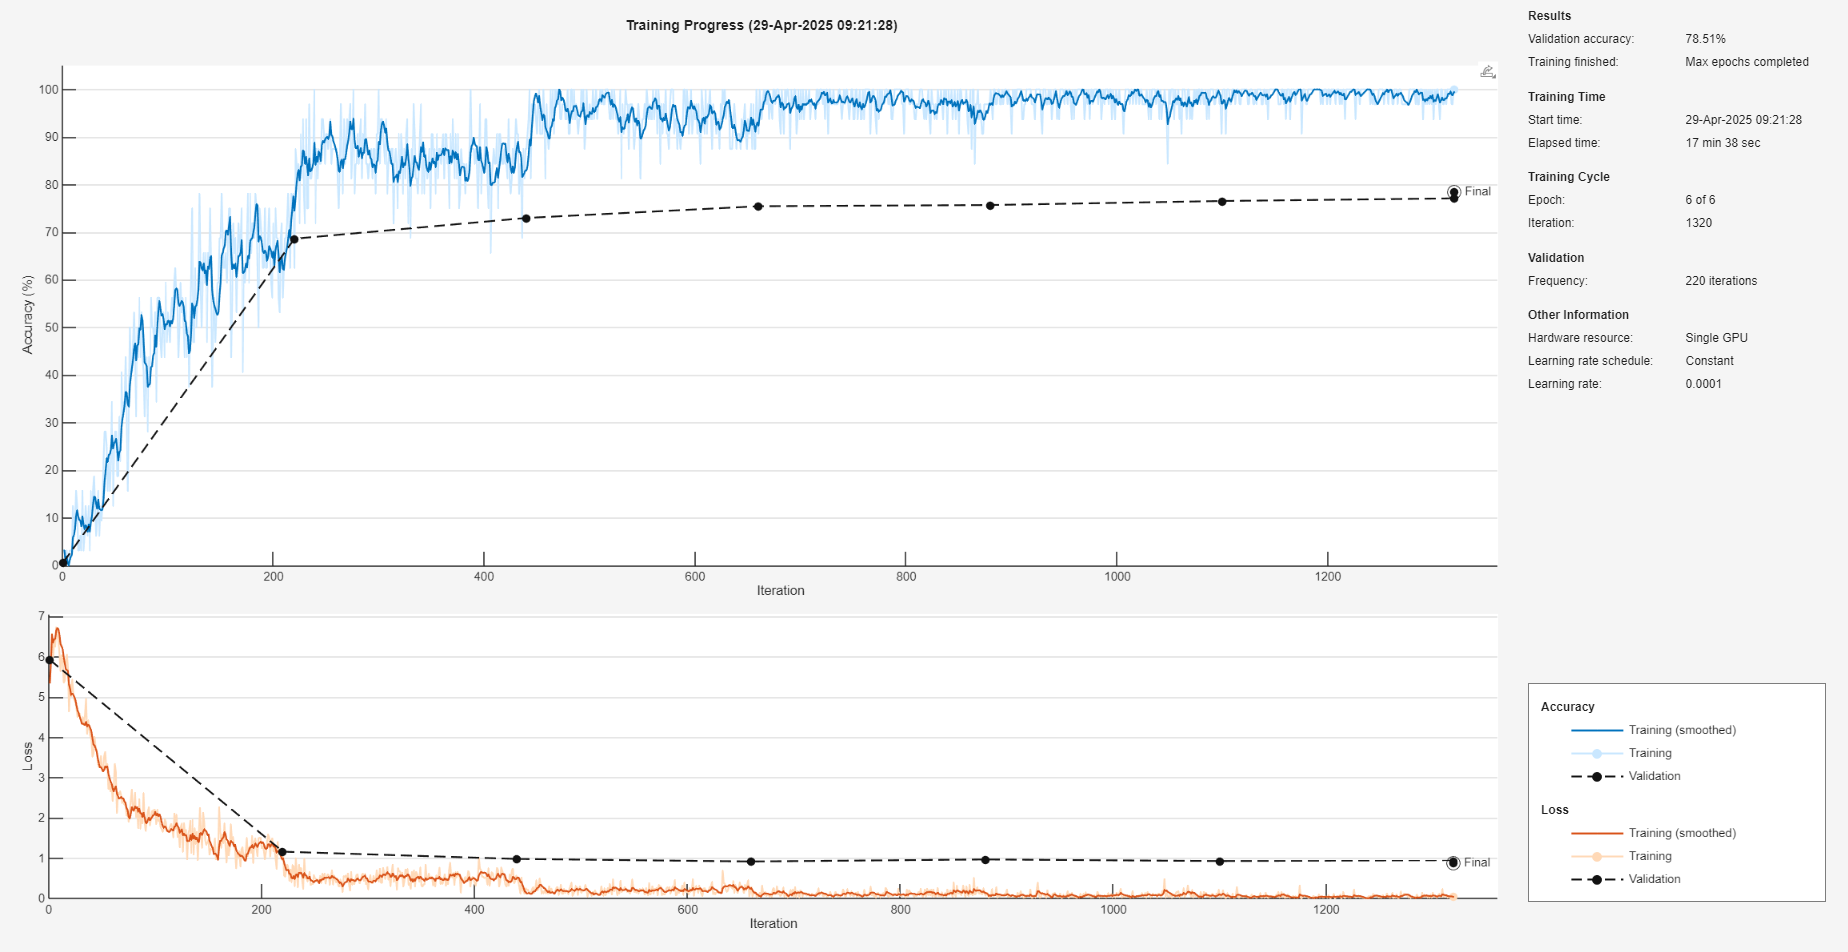 Training Progress (29-Apr-2025 09:21:28)
100
90
80
70
60
50
40
30
20
10
0
Accuracy (%)
Final
0 200 400 600 800 1000 1200
Iteration
7
6
5
4
3
2
1
0
Loss
Final
0 200 400 600 800 1000 1200
Iteration
Results
Validation accuracy: 78.51%
Training finished: Max epochs completed
Training Time
Start time: 29-Apr-2025 09:21:28
Elapsed time: 17 min 38 sec
Training Cycle
Epoch: 6 of 6
Iteration: 1320
Validation
Frequency: 220 iterations
Other Information
Hardware resource: Single GPU
Learning rate schedule: Constant
Learning rate: 0.0001
Accuracy
Training (smoothed)
Training
Validation
Loss
Training (smoothed)
Training
Validation